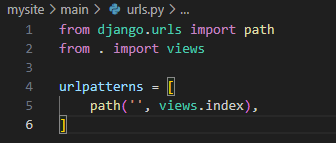 mysite > main > urls.py > ...
1 from django.urls import path
2 from . import views
3
4 urlpatterns = [
5     path('', views.index),
6 ]